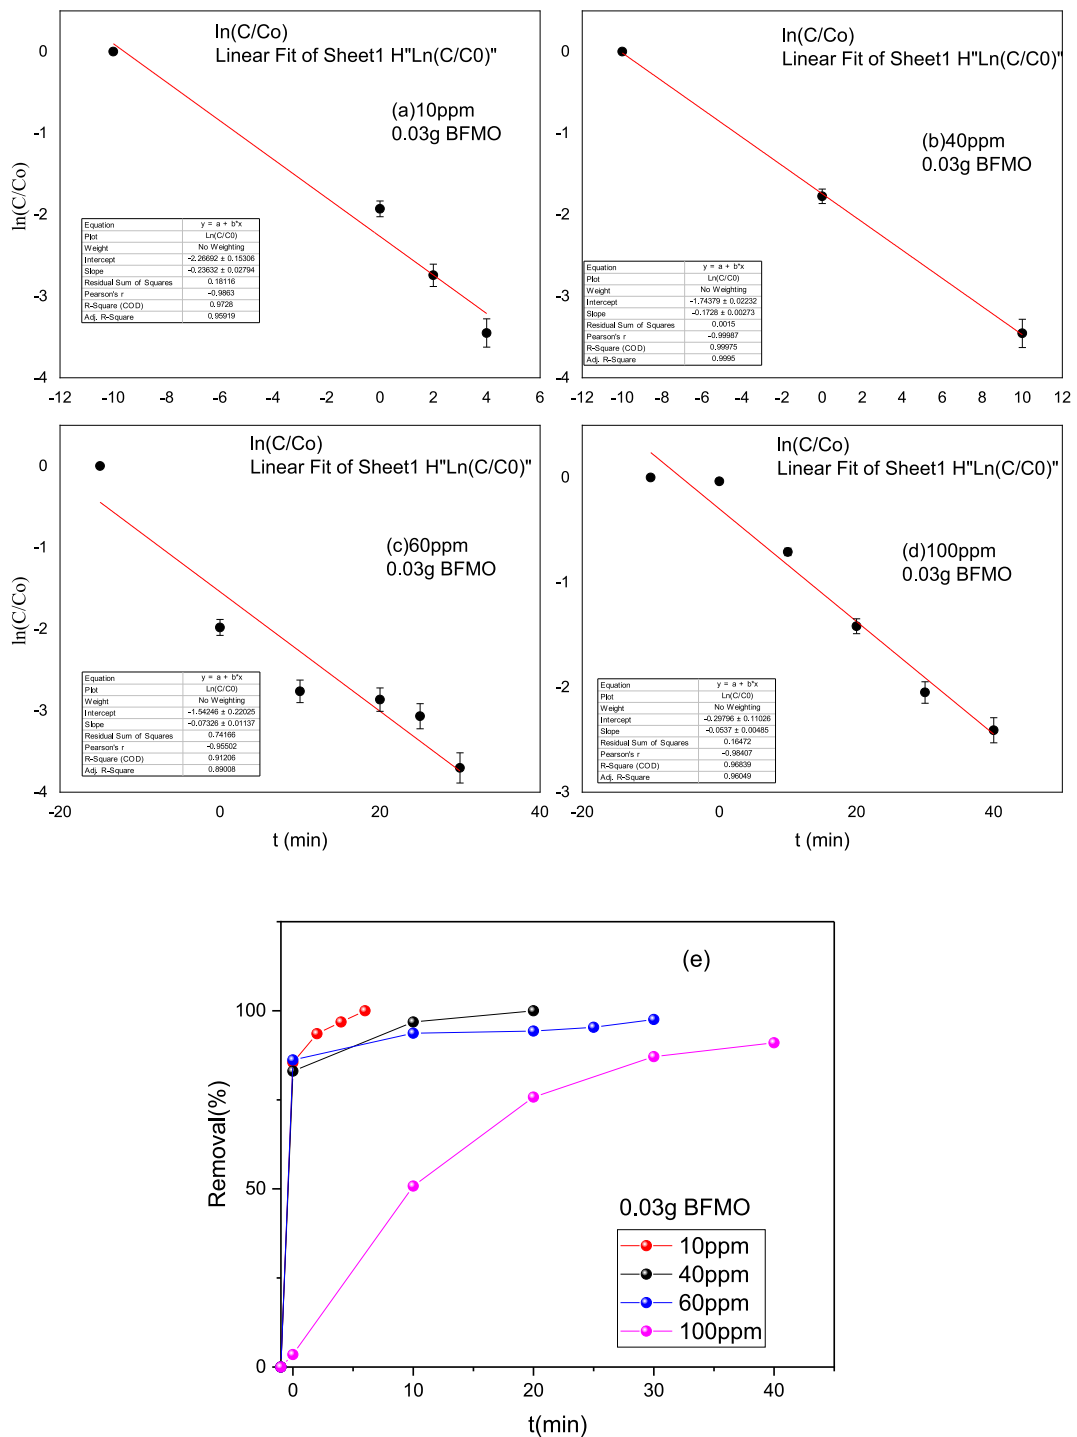 ln(C/Co)
Linear Fit of Sheet1 H"Ln(C/C0)"
(a)10ppm
0.03g BFMO
ln(C/Co)
0
-1
-2
-3
-4
-12 -10 -8 -6 -4 -2 0 2 4 6
Equation y = a + b*x
Plot Ln(C/C0)
Weight No Weighting
Intercept -2.26692 ± 0.15306
Slope -0.23632 ± 0.02794
Residual Sum of Squares 0.18116
Pearson's r -0.9863
R-Square (COD) 0.9728
Adj. R-Square 0.95919
ln(C/Co)
Linear Fit of Sheet1 H"Ln(C/C0)"
(b)40ppm
0.03g BFMO
0
-1
-2
-3
-4
-12 -10 -8 -6 -4 -2 0 2 4 6 8 10 12
Equation y = a + b*x
Plot Ln(C/C0)
Weight No Weighting
Intercept -1.74379 ± 0.02232
Slope -0.1728 ± 0.00273
Residual Sum of Squares 0.0015
Pearson's r -0.99987
R-Square (COD) 0.99975
Adj. R-Square 0.9995
ln(C/Co)
Linear Fit of Sheet1 H"Ln(C/C0)"
(c)60ppm
0.03g BFMO
ln(C/Co)
0
-1
-2
-3
-4
-20 0 20 40
t (min)
Equation y = a + b*x
Plot Ln(C/C0)
Weight No Weighting
Intercept -1.54246 ± 0.22025
Slope -0.07326 ± 0.01137
Residual Sum of Squares 0.74166
Pearson's r -0.95502
R-Square (COD) 0.91206
Adj. R-Square 0.89008
ln(C/Co)
Linear Fit of Sheet1 H"Ln(C/C0)"
(d)100ppm
0.03g BFMO
0
-1
-2
-3
-20 0 20 40
t (min)
Equation y = a + b*x
Plot Ln(C/C0)
Weight No Weighting
Intercept -0.29796 ± 0.11026
Slope -0.0537 ± 0.00485
Residual Sum of Squares 0.16472
Pearson's r -0.98407
R-Square (COD) 0.96839
Adj. R-Square 0.96049
(e)
Removal(%)
100
50
0
0 10 20 30 40
t(min)
0.03g BFMO
10ppm
40ppm
60ppm
100ppm